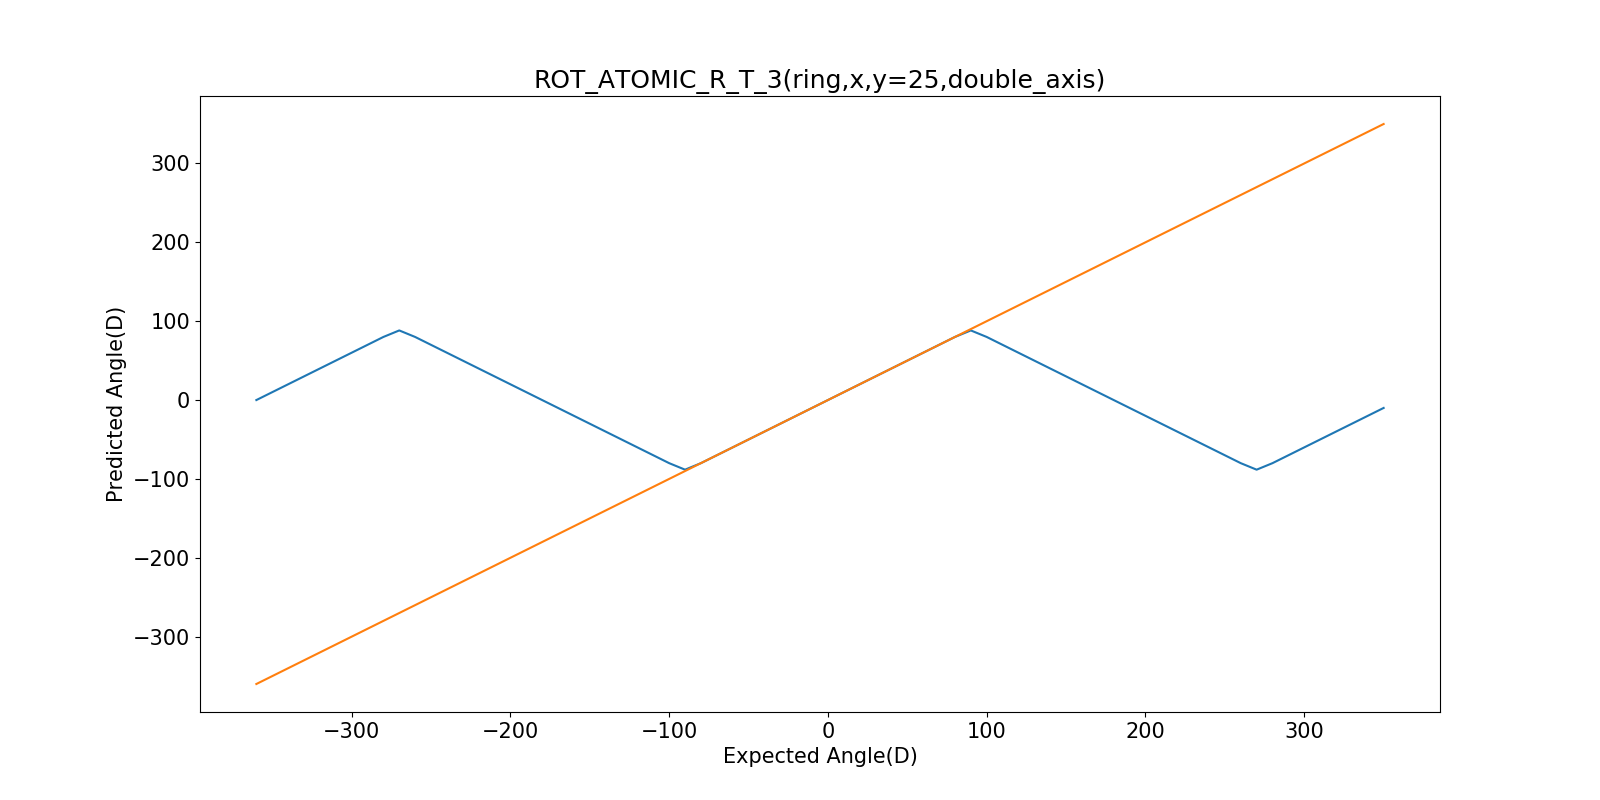 ROT_ATOMIC_R_T_3(ring,x,y=25,double_axis)
300
200
100
0
−100
−200
−300
Predicted Angle(D)
−300 −200 −100 0 100 200 300
Expected Angle(D)